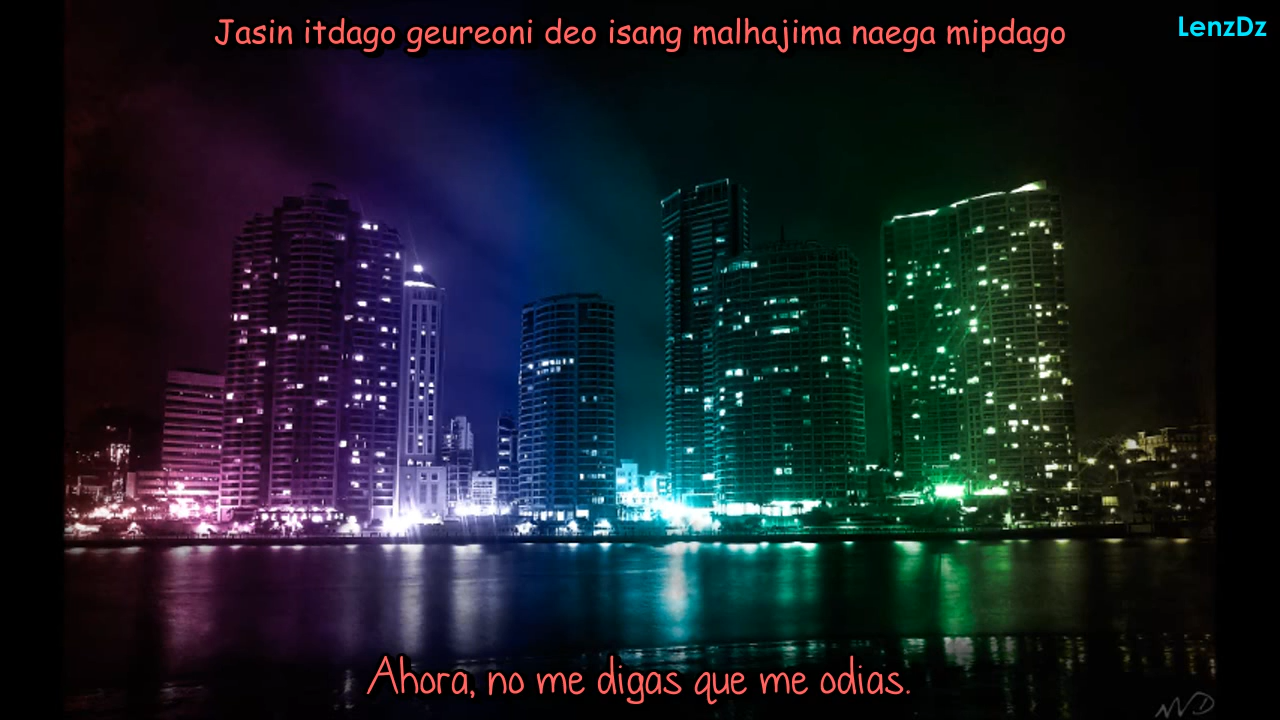 Jasin itdago geureoni deo isang malhajima naega mipdago
LenzDz
Ahora, no me digas que me odias.